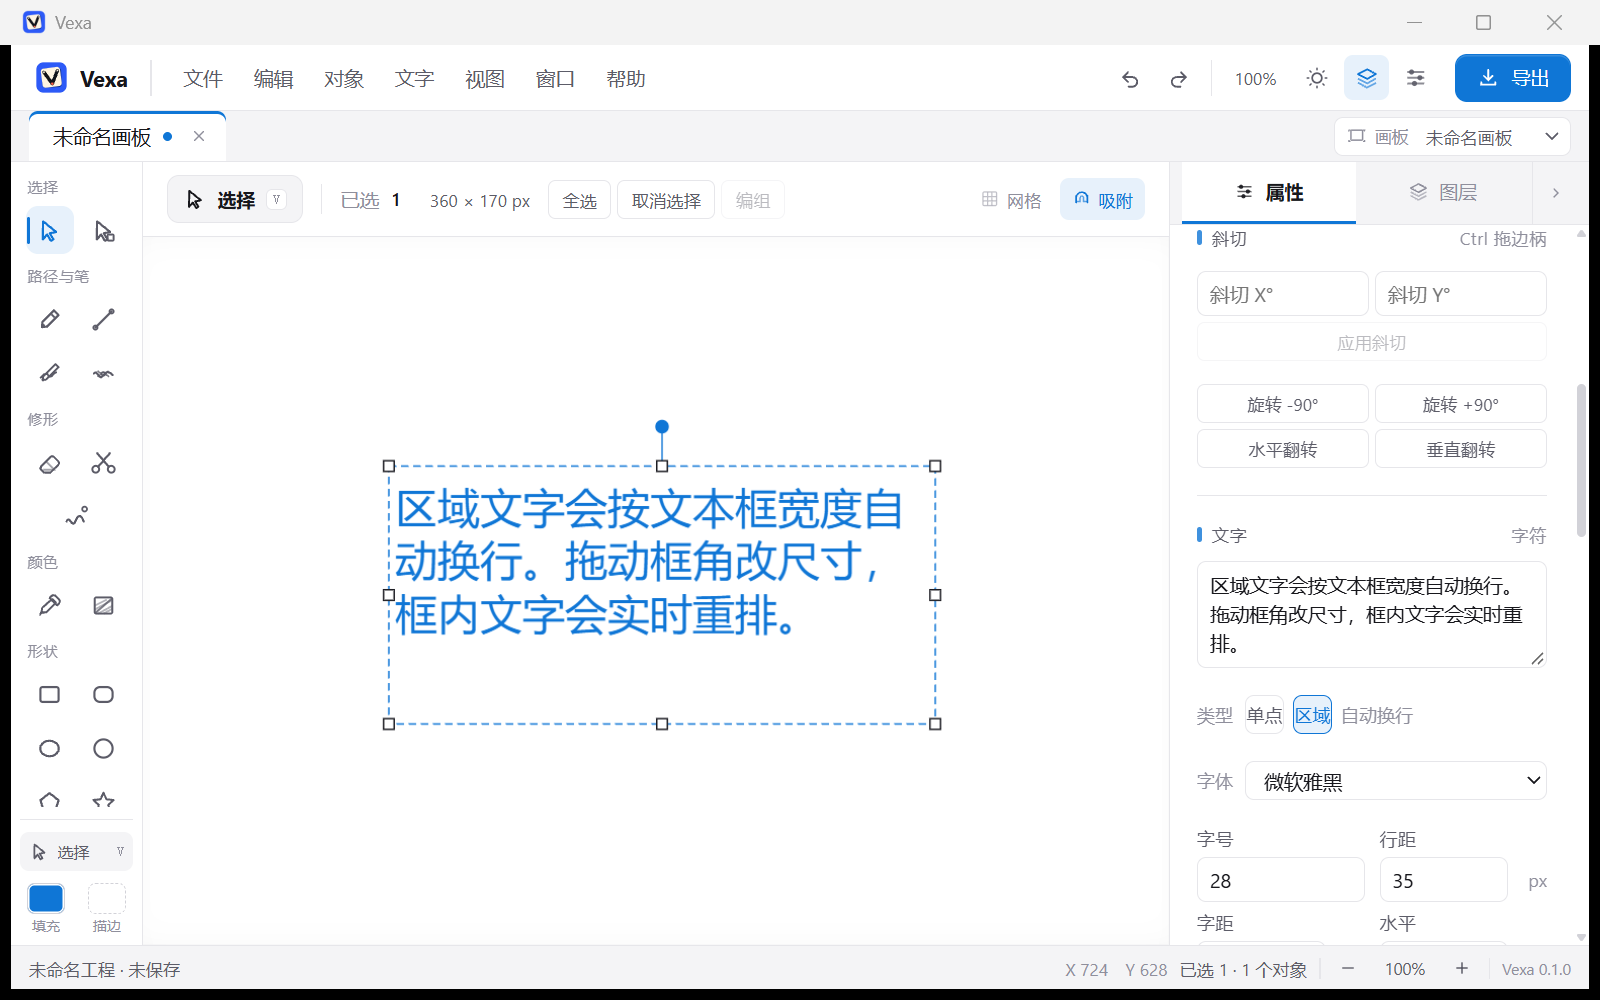 Vexa
Vexa 文件 编辑 对象 文字 视图 窗口 帮助 100% 导出
未命名画板 画板 未命名画板
选择
选择 V 已选 1 360 × 170 px 全选 取消选择 编组 网格 吸附
属性 图层
斜切 Ctrl 拖边柄
路径与笔
斜切 X° 斜切 Y°
应用斜切
旋转 -90° 旋转 +90°
修形
水平翻转 垂直翻转
区域文字会按文本框宽度自
动换行。拖动框角改尺寸，
框内文字会实时重排。
文字 字符
颜色
区域文字会按文本框宽度自动换行。
拖动框角改尺寸，框内文字会实时重
排。
形状
类型 单点 区域 自动换行
字体 微软雅黑
字号 行距
选择 V
28 35 px
填充 描边
字距 水平
未命名工程 · 未保存 X 724 Y 628 已选 1 · 1 个对象 100% Vexa 0.1.0